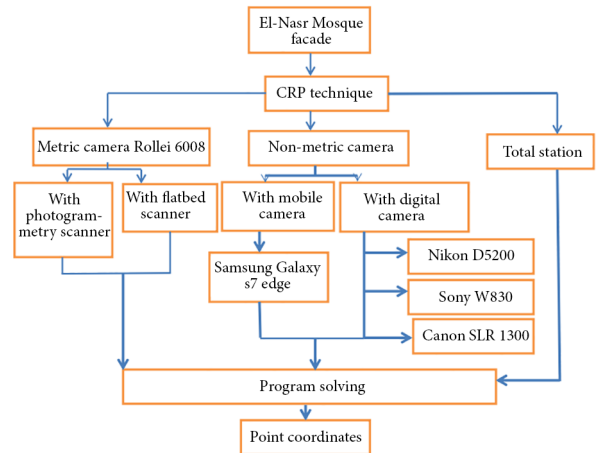 El-Nasr Mosque
facade
CRP technique
Metric camera Rollei 6008
Non-metric camera
Total station
With
photogram-
metry scanner
With flatbed
scanner
With mobile
camera
With digital
camera
Samsung Galaxy
s7 edge
Nikon D5200
Sony W830
Canon SLR 1300
Program solving
Point coordinates